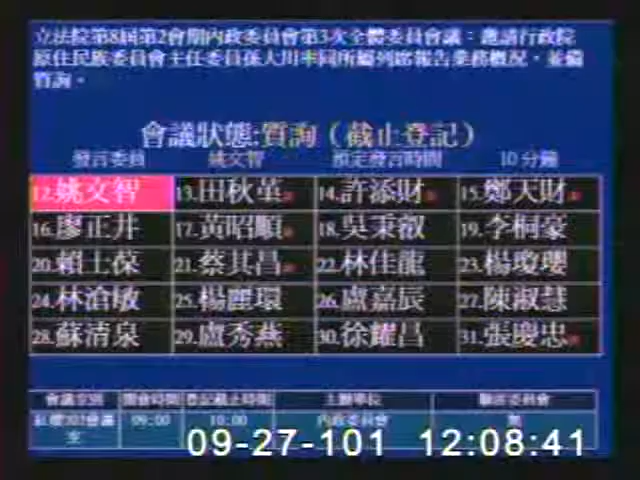 立法院第8屆第2會期內政委員會第3次全體委員會議：邀請行政院
原住民族委員會主任委員孫大川率同所屬列席報告業務概況，並備
質詢。
會議狀態:質詢（截止登記）
發言委員 姚文智 預定發言時間 10分鐘
12.姚文智 13.田秋堇 14.許添財 15.鄭天財
16.廖正井 17.黃昭順 18.吳秉叡 19.李桐豪
20.賴士葆 21.蔡其昌 22.林佳龍 23.楊瓊瓔
24.林滄敏 25.楊麗環 26.盧嘉辰 27.陳淑慧
28.蘇清泉 29.盧秀燕 30.徐耀昌 31.張慶忠
會議室別 開會時間 登記截止時間 主辦單位 聯席委員會
紅樓202會議 09:00 10:00 內政委員會 無
室
09-27-101 12:08:41